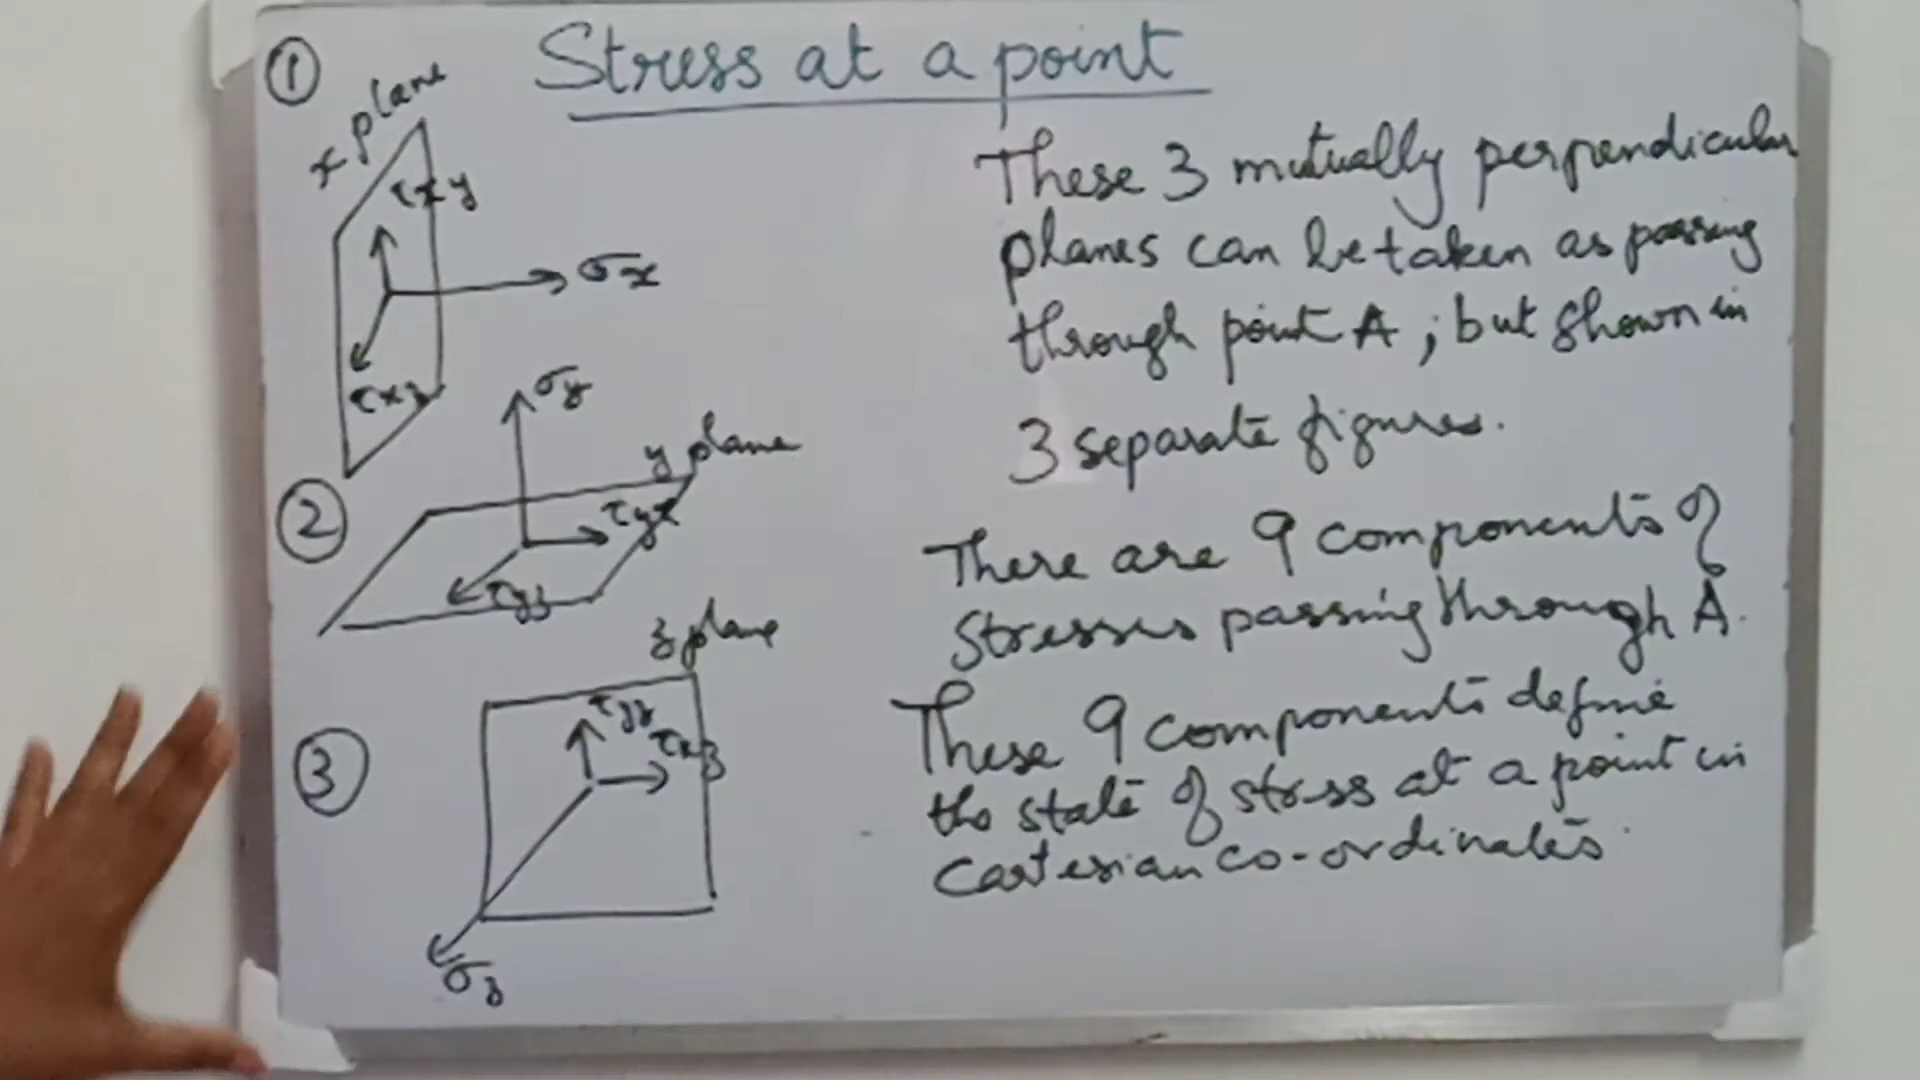 Stress at a point
①
x plane
τxy
σx
τxz
②
σy
y plane
τyx
τyz
③
z plane
τxz
σz
These 3 mutually perpendicular
planes can be taken as passing
through point A ; but shown in
3 separate figures.
There are 9 components of
stresses passing through A.
These 9 components define
the state of stress at a point in
Cartesian co-ordinates